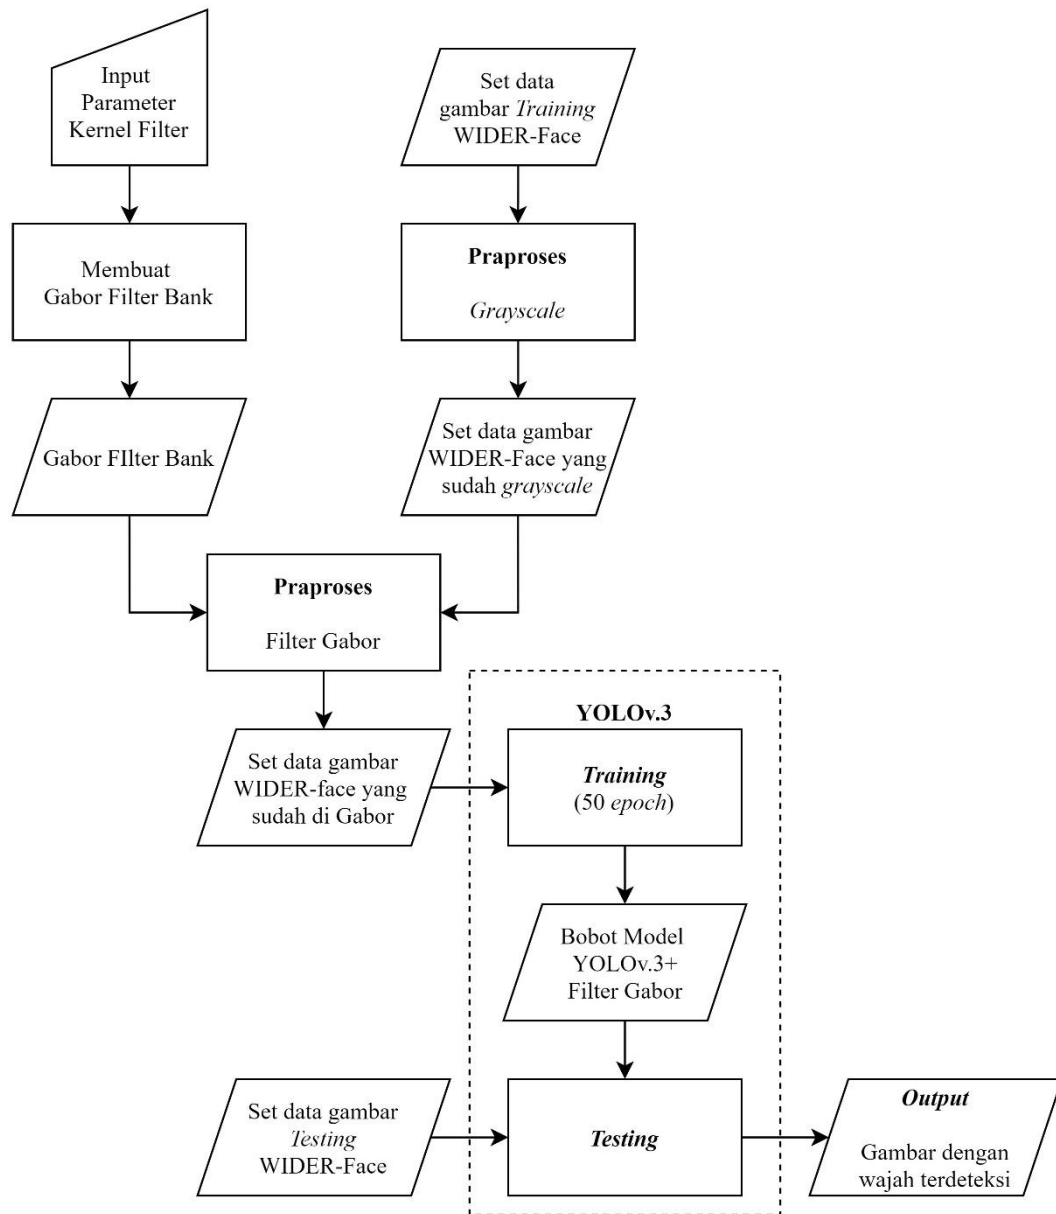 Input
Parameter
Kernel Filter
Set data
gambar Training
WIDER-Face
Membuat
Gabor Filter Bank
Praproses
Grayscale
Gabor FIlter Bank
Set data gambar
WIDER-Face yang
sudah grayscale
Praproses
Filter Gabor
YOLOv.3
Set data gambar
WIDER-face yang
sudah di Gabor
Training
(50 epoch)
Bobot Model
YOLOv.3+
Filter Gabor
Set data gambar
Testing
WIDER-Face
Testing
Output
Gambar dengan
wajah terdeteksi